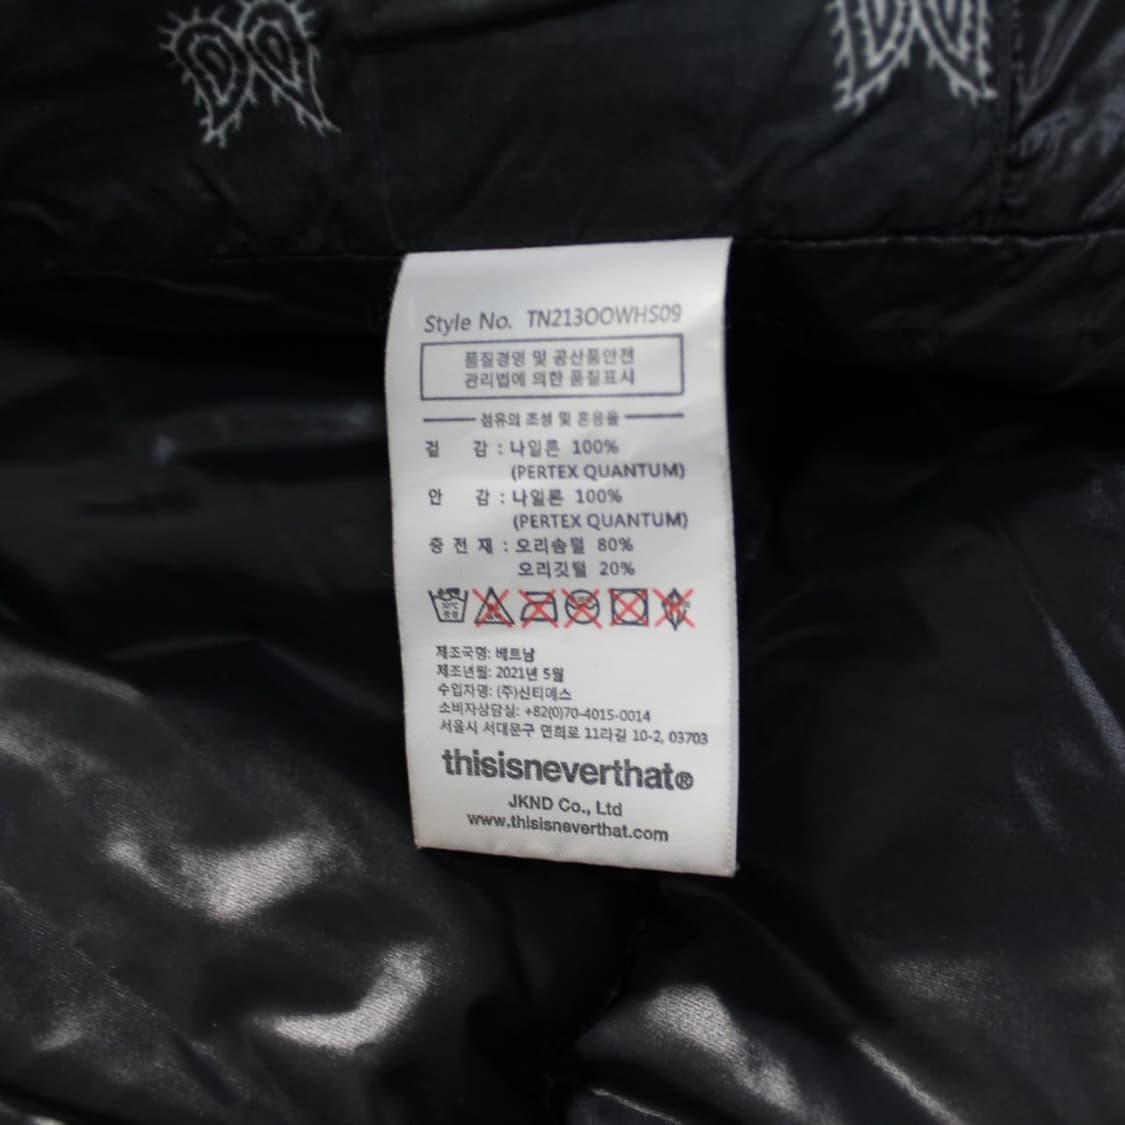 Style No. TN213OOWHS09
품질경영 및 공산품안전
관리법에 의한 품질표시
섬유의 조성 및 혼용율
겉 감 : 나일론 100%
(PERTEX QUANTUM)
안 감 : 나일론 100%
(PERTEX QUANTUM)
충 전 재 : 오리솜털 80%
오리깃털 20%
30℃
제조국명: 베트남
제조년월: 2021년 5월
수입자명: (주)신티에스
소비자상담실: +82(0)70-4015-0014
서울시 서대문구 연희로 11라길 10-2, 03703
thisisneverthat®
JKND Co., Ltd
www.thisisneverthat.com